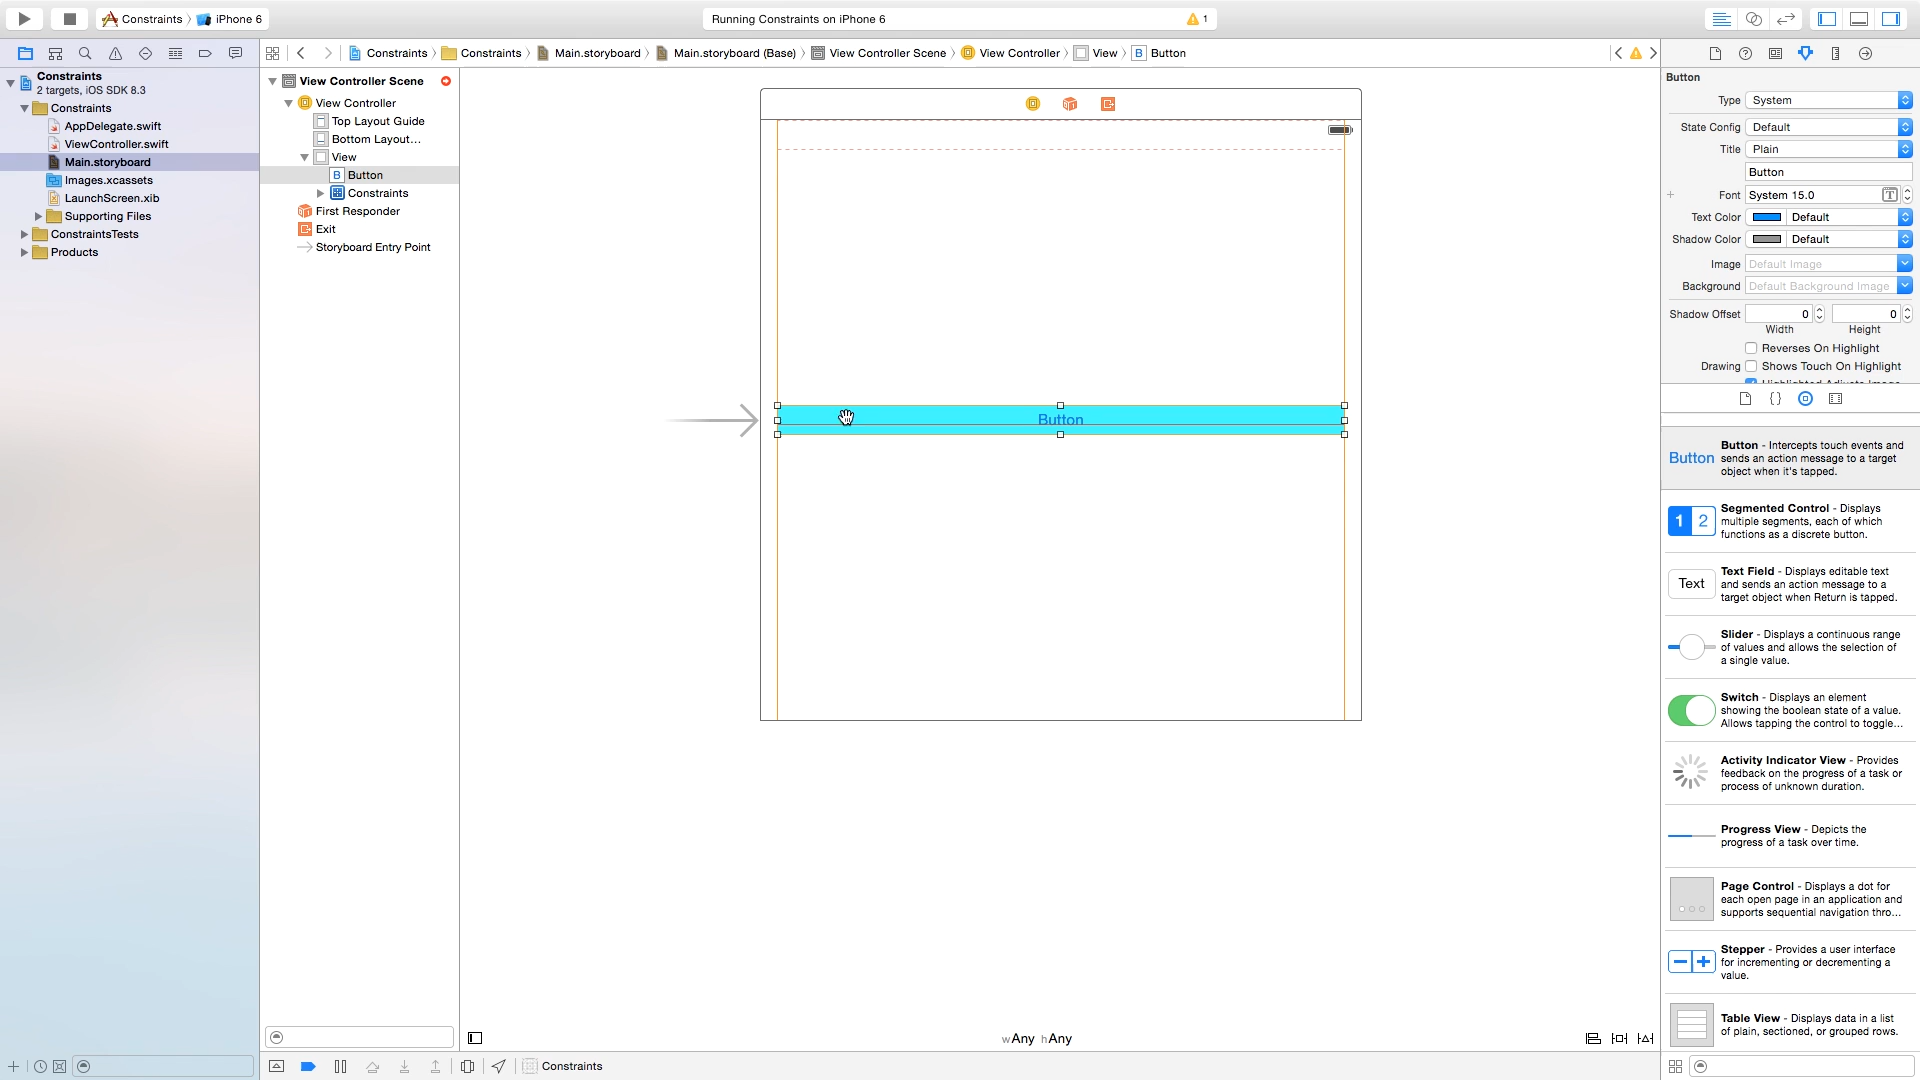 Constraints iPhone 6
Running Constraints on iPhone 6
1
Constraints
2 targets, iOS SDK 8.3
Constraints
AppDelegate.swift
ViewController.swift
Main.storyboard
Images.xcassets
LaunchScreen.xib
Supporting Files
ConstraintsTests
Products
Constraints Constraints Main.storyboard Main.storyboard (Base) View Controller Scene View Controller View B Button
View Controller Scene
View Controller
Top Layout Guide
Bottom Layout...
View
B Button
Constraints
First Responder
Exit
Storyboard Entry Point
Button
wAny hAny
Constraints
Button
Type System
State Config Default
Title Plain
Button
Font System 15.0 T
Text Color Default
Shadow Color Default
Image Default Image
Background Default Background Image
Shadow Offset 0 0
Width Height
Reverses On Highlight
Drawing Shows Touch On Highlight
Highlighted Adjusts Image
{}
Button
Button - Intercepts touch events and
sends an action message to a target
object when it's tapped.
1 2
Segmented Control - Displays
multiple segments, each of which
functions as a discrete button.
Text
Text Field - Displays editable text
and sends an action message to a
target object when Return is tapped.
Slider - Displays a continuous range
of values and allows the selection of
a single value.
Switch - Displays an element
showing the boolean state of a value.
Allows tapping the control to toggle...
Activity Indicator View - Provides
feedback on the progress of a task or
process of unknown duration.
Progress View - Depicts the
progress of a task over time.
Page Control - Displays a dot for
each open page in an application and
supports sequential navigation thro...
Stepper - Provides a user interface
for incrementing or decrementing a
value.
Table View - Displays data in a list
of plain, sectioned, or grouped rows.